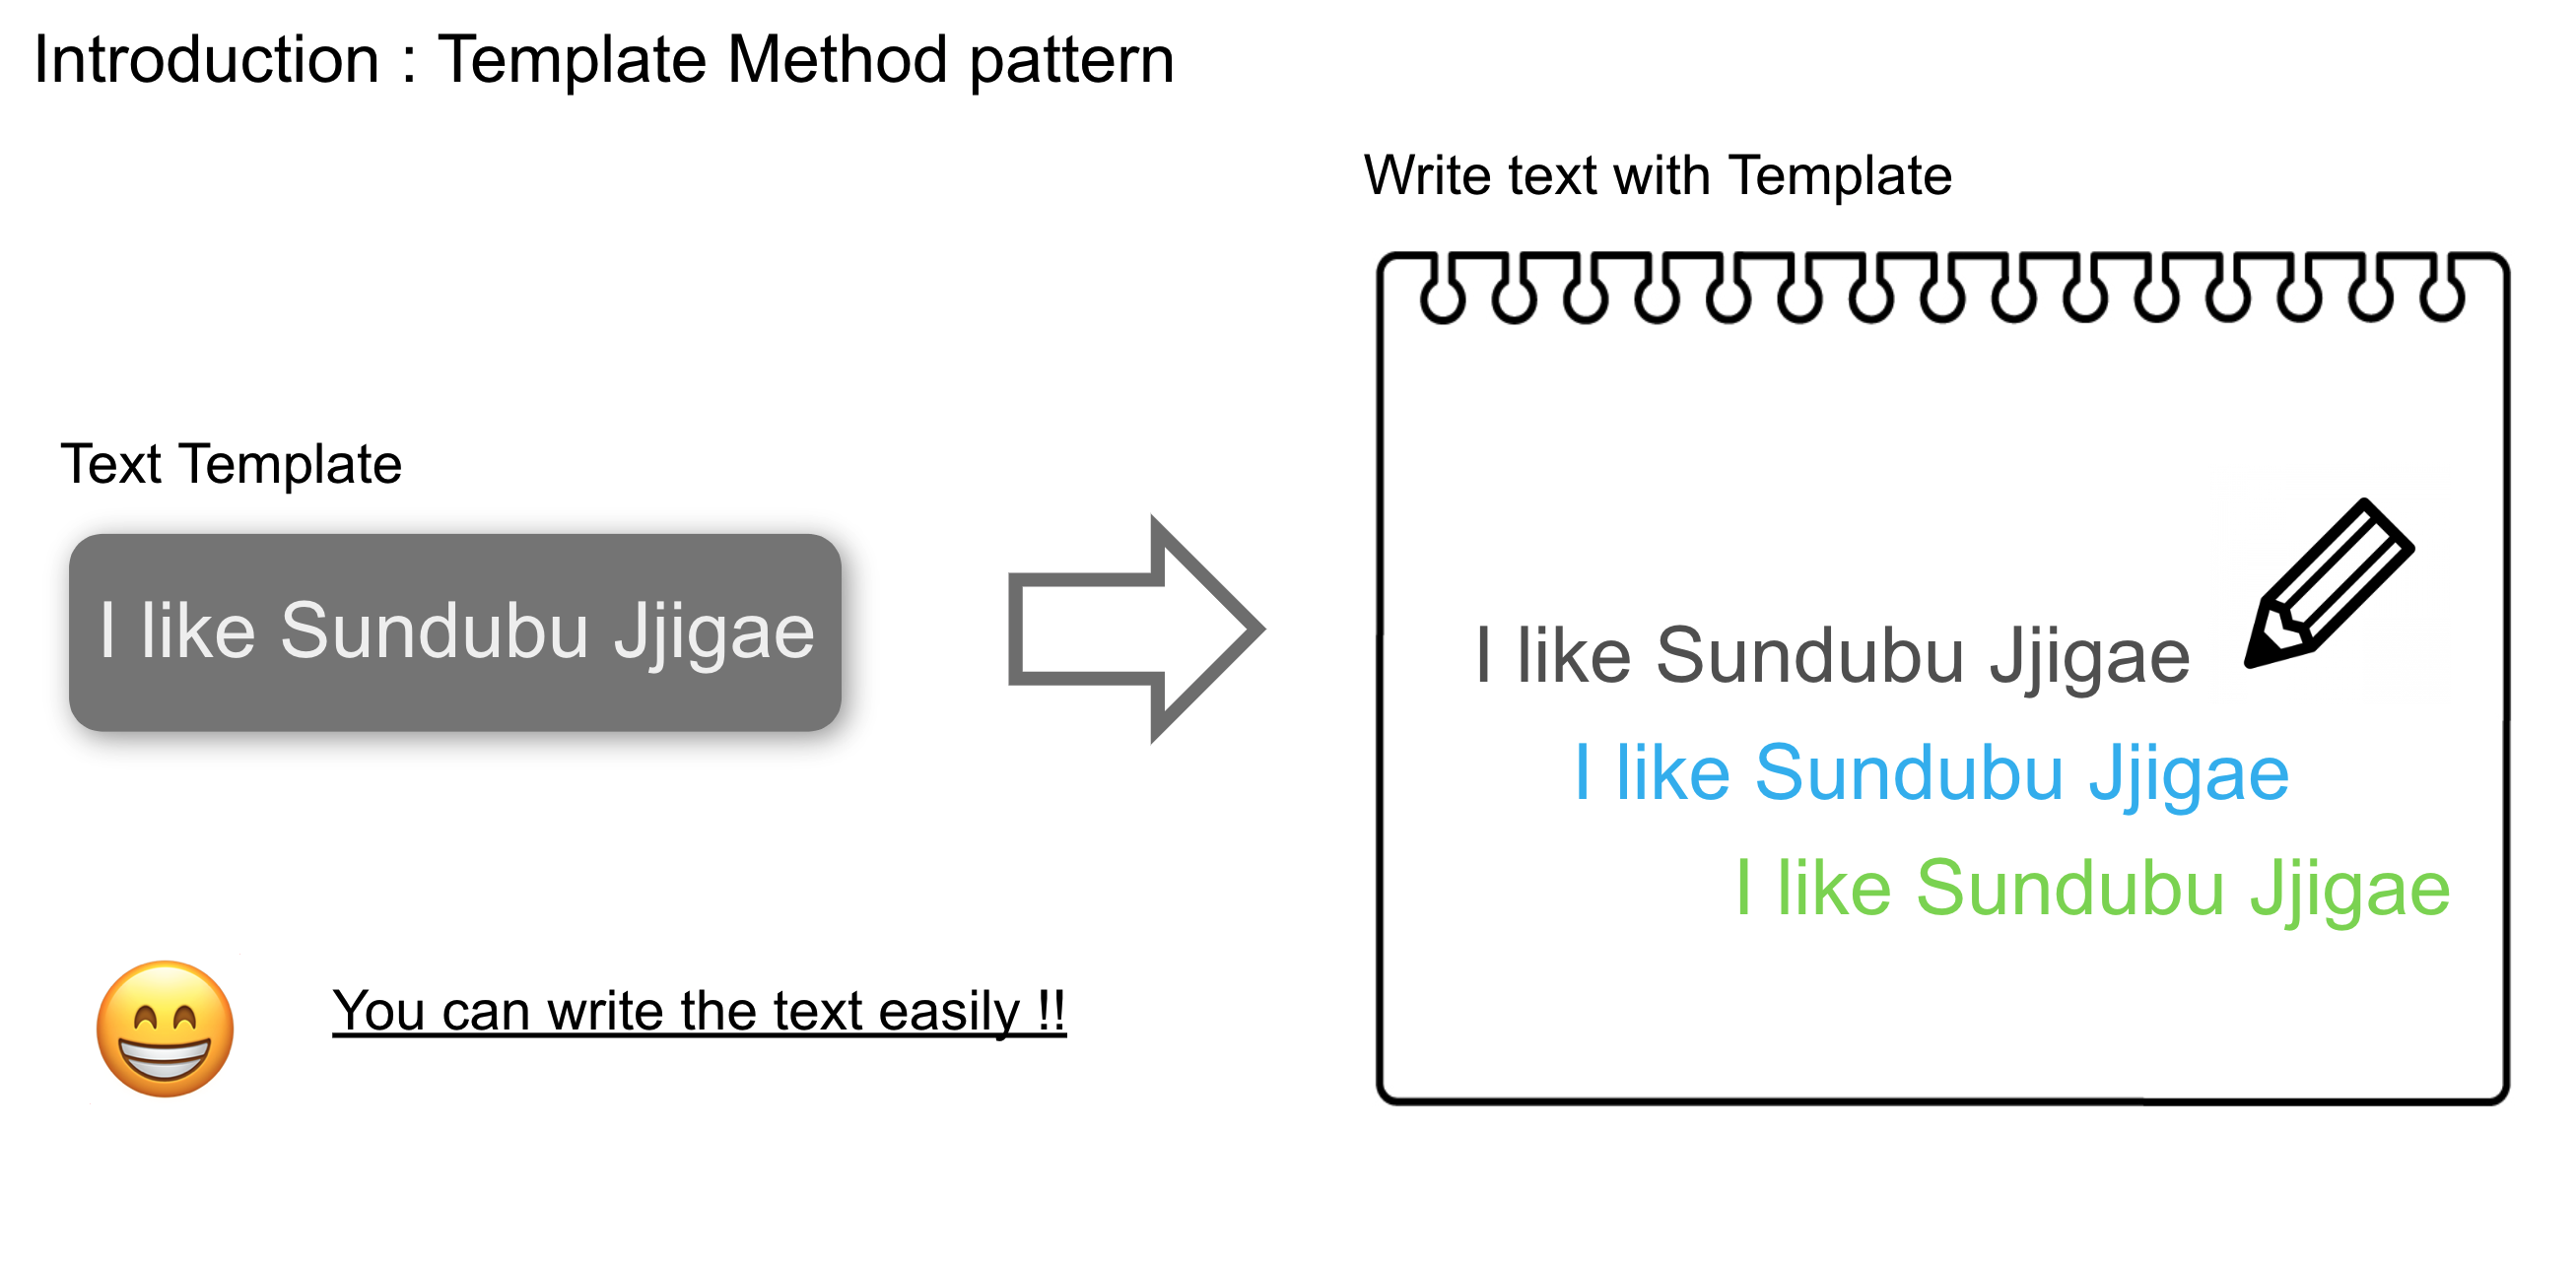 Introduction : Template Method pattern
Write text with Template
Text Template
I like Sundubu Jjigae
I like Sundubu Jjigae
I like Sundubu Jjigae
I like Sundubu Jjigae
You can write the text easily !!